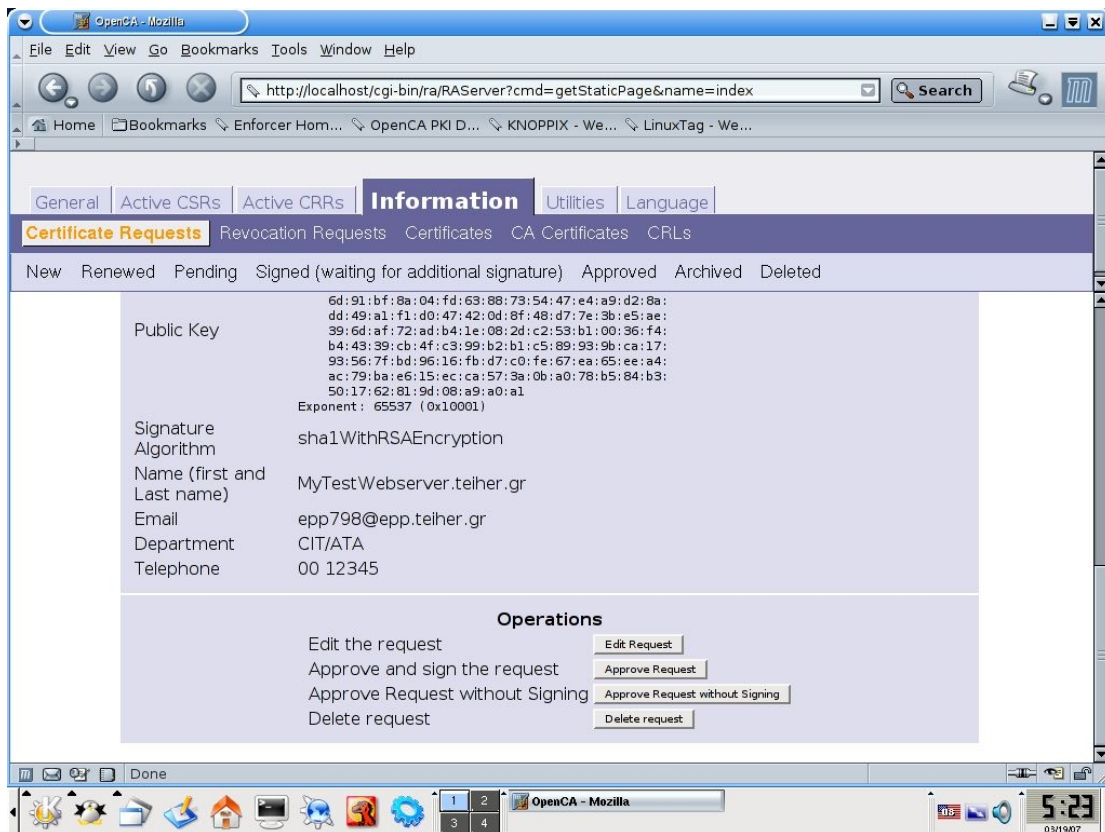 OpenCA - Mozilla
File Edit View Go Bookmarks Tools Window Help
http://localhost/cgi-bin/ra/RAServer?cmd=getStaticPage&name=index
Search
Home Bookmarks Enforcer Hom... OpenCA PKI D... KNOPPIX - We... LinuxTag - We...
General Active CSRs Active CRRs Information Utilities Language
Certificate Requests Revocation Requests Certificates CA Certificates CRLs
New Renewed Pending Signed (waiting for additional signature) Approved Archived Deleted
Public Key
6d:91:bf:8a:04:fd:63:88:73:54:47:e4:a9:d2:8a:
dd:49:a1:f1:d0:47:42:0d:8f:48:d7:7e:3b:e5:ae:
39:6d:af:72:ad:b4:1e:08:2d:c2:53:b1:00:36:f4:
b4:43:39:cb:4f:c3:99:b2:b1:c5:89:93:9b:ca:17:
93:56:7f:bd:96:16:fb:d7:c0:fe:67:ea:65:ee:a4:
ac:79:ba:e6:15:ec:ca:57:3a:0b:a0:78:b5:84:b3:
50:17:62:81:9d:08:a9:a0:a1
Exponent: 65537 (0x10001)
Signature
Algorithm
sha1WithRSAEncryption
Name (first and
Last name)
MyTestWebserver.teiher.gr
Email epp798@epp.teiher.gr
Department CIT/ATA
Telephone 00 12345
Operations
Edit the request Edit Request
Approve and sign the request Approve Request
Approve Request without Signing Approve Request without Signing
Delete request Delete request
Done
1 2
3 4
OpenCA - Mozilla
us
5:23
03/19/07